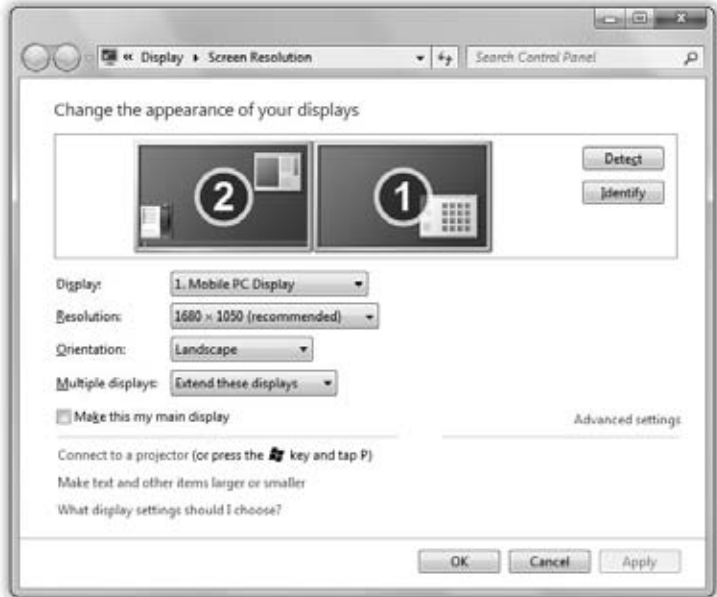 « Display ▸ Screen Resolution Search Control Panel
Change the appearance of your displays
2 1
Detect
Identify
Display: 1. Mobile PC Display
Resolution: 1680 × 1050 (recommended)
Orientation: Landscape
Multiple displays: Extend these displays
Make this my main display
Advanced settings
Connect to a projector (or press the key and tap P)
Make text and other items larger or smaller
What display settings should I choose?
OK Cancel Apply